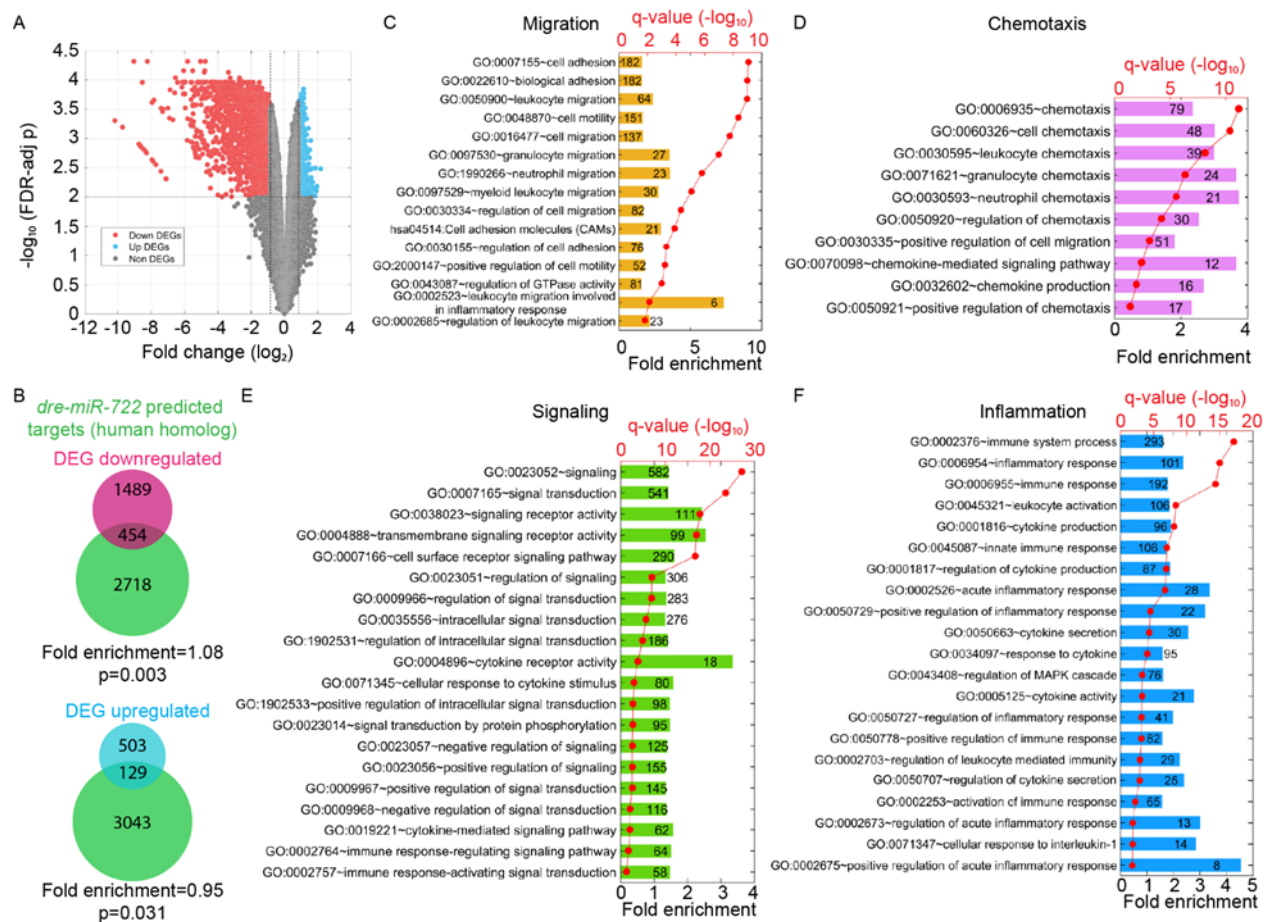 A
4.5
4
3.5
3
2.5
2
1.5
1
0.5
0
-log₁₀ (FDR-adj p)
Down DEGs
Up DEGs
Non DEGs
-12 -10 -8 -6 -4 -2 0 2 4
Fold change (log₂)
B
dre-miR-722 predicted
targets (human homolog)
DEG downregulated
1489
454
2718
Fold enrichment=1.08
p=0.003
DEG upregulated
503
129
3043
Fold enrichment=0.95
p=0.031
C
Migration
q-value (-log₁₀)
0 2 4 6 8 10
GO:0007155~cell adhesion 182
GO:0022610~biological adhesion 182
GO:0050900~leukocyte migration 64
GO:0048870~cell motility 151
GO:0016477~cell migration 137
GO:0097530~granulocyte migration 27
GO:1990266~neutrophil migration 23
GO:0097529~myeloid leukocyte migration 30
GO:0030334~regulation of cell migration 82
hsa04514:Cell adhesion molecules (CAMs) 21
GO:0030155~regulation of cell adhesion 76
GO:2000147~positive regulation of cell motility 52
GO:0043087~regulation of GTPase activity 81
GO:0002523~leukocyte migration involved
in inflammatory response 6
GO:0002685~regulation of leukocyte migration 23
0 5 10
Fold enrichment
D
Chemotaxis
q-value (-log₁₀)
0 5 10
GO:0006935~chemotaxis 79
GO:0060326~cell chemotaxis 48
GO:0030595~leukocyte chemotaxis 39
GO:0071621~granulocyte chemotaxis 24
GO:0030593~neutrophil chemotaxis 21
GO:0050920~regulation of chemotaxis 30
GO:0030335~positive regulation of cell migration 51
GO:0070098~chemokine-mediated signaling pathway 12
GO:0032602~chemokine production 16
GO:0050921~positive regulation of chemotaxis 17
0 2 4
Fold enrichment
E
Signaling
q-value (-log₁₀)
0 10 20 30
GO:0023052~signaling 582
GO:0007165~signal transduction 541
GO:0038023~signaling receptor activity 111
GO:0004888~transmembrane signaling receptor activity 99
GO:0007166~cell surface receptor signaling pathway 290
GO:0023051~regulation of signaling 306
GO:0009966~regulation of signal transduction 283
GO:0035556~intracellular signal transduction 276
GO:1902531~regulation of intracellular signal transduction 186
GO:0004896~cytokine receptor activity 18
GO:0071345~cellular response to cytokine stimulus 80
GO:1902533~positive regulation of intracellular signal transduction 98
GO:0023014~signal transduction by protein phosphorylation 95
GO:0023057~negative regulation of signaling 125
GO:0023056~positive regulation of signaling 155
GO:0009967~positive regulation of signal transduction 145
GO:0009968~negative regulation of signal transduction 116
GO:0019221~cytokine-mediated signaling pathway 62
GO:0002764~immune response-regulating signaling pathway 64
GO:0002757~immune response-activating signal transduction 58
0 1 2 3 4
Fold enrichment
F
Inflammation
q-value (-log₁₀)
0 5 10 15 20
GO:0002376~immune system process 293
GO:0006954~inflammatory response 101
GO:0006955~immune response 192
GO:0045321~leukocyte activation 106
GO:0001816~cytokine production 96
GO:0045087~innate immune response 106
GO:0001817~regulation of cytokine production 87
GO:0002526~acute inflammatory response 28
GO:0050729~positive regulation of inflammatory response 22
GO:0050663~cytokine secretion 30
GO:0034097~response to cytokine 95
GO:0043408~regulation of MAPK cascade 76
GO:0005125~cytokine activity 21
GO:0050727~regulation of inflammatory response 41
GO:0050778~positive regulation of immune response 82
GO:0002703~regulation of leukocyte mediated immunity 29
GO:0050707~regulation of cytokine secretion 25
GO:0002253~activation of immune response 65
GO:0002673~regulation of acute inflammatory response 13
GO:0071347~cellular response to interleukin-1 14
GO:0002675~positive regulation of acute inflammatory response 8
0 1 2 3 4 5
Fold enrichment